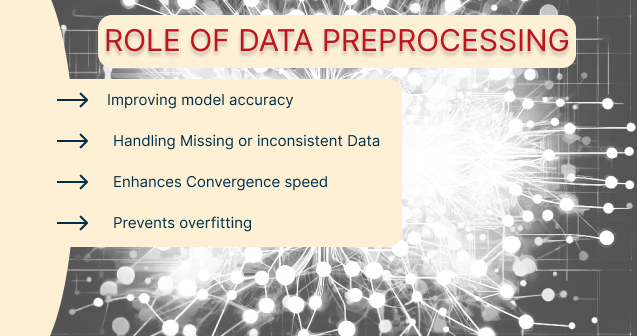 ROLE OF DATA PREPROCESSING
Improving model accuracy
Handling Missing or inconsistent Data
Enhances Convergence speed
Prevents overfitting